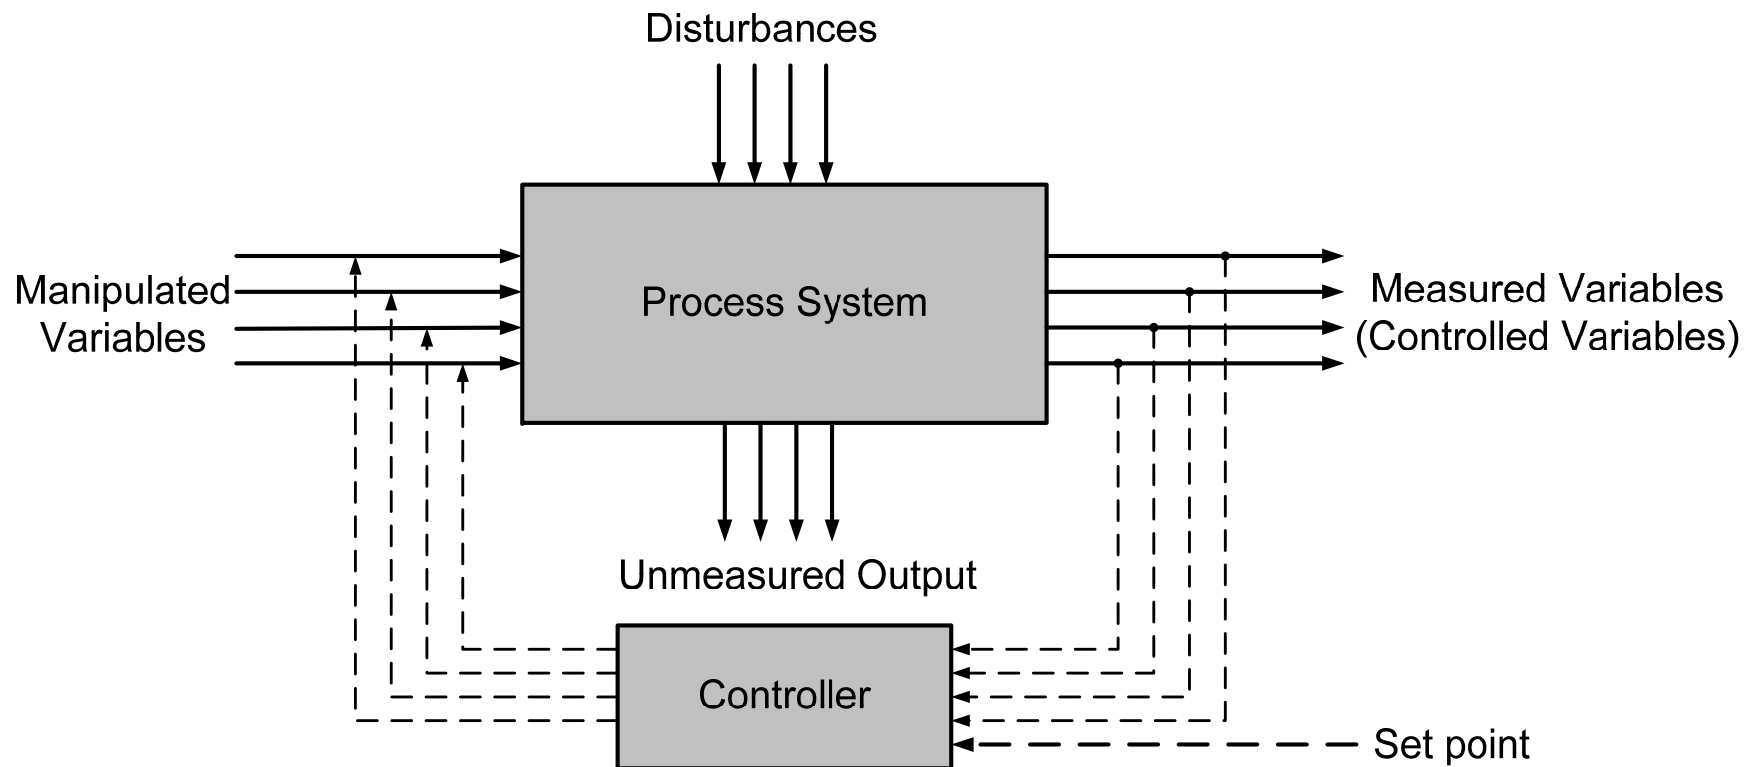 Disturbances
Manipulated
Variables
Process System
Measured Variables
(Controlled Variables)
Unmeasured Output
Controller
Set point